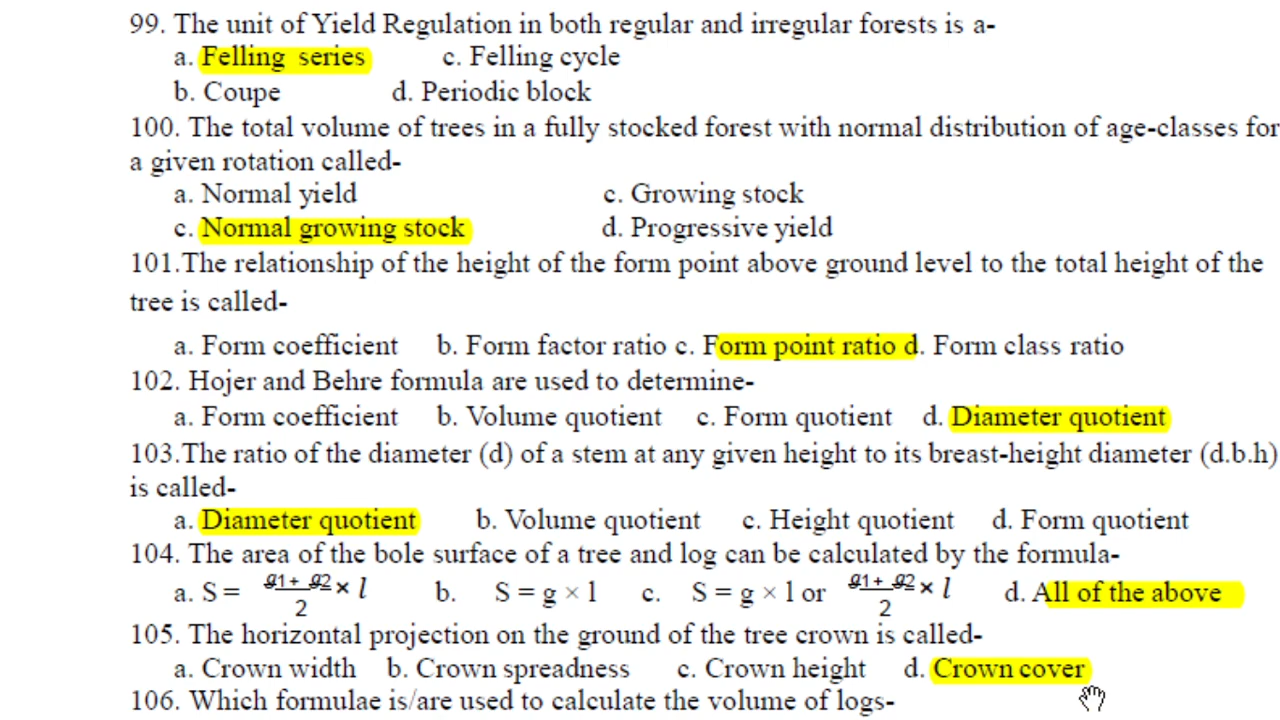 99. The unit of Yield Regulation in both regular and irregular forests is a-
a. Felling series c. Felling cycle
b. Coupe d. Periodic block
100. The total volume of trees in a fully stocked forest with normal distribution of age-classes for
a given rotation called-
a. Normal yield c. Growing stock
c. Normal growing stock d. Progressive yield
101.The relationship of the height of the form point above ground level to the total height of the
tree is called-
a. Form coefficient b. Form factor ratio c. Form point ratio d. Form class ratio
102. Hojer and Behre formula are used to determine-
a. Form coefficient b. Volume quotient c. Form quotient d. Diameter quotient
103.The ratio of the diameter (d) of a stem at any given height to its breast-height diameter (d.b.h)
is called-
a. Diameter quotient b. Volume quotient c. Height quotient d. Form quotient
104. The area of the bole surface of a tree and log can be calculated by the formula-
a. S = g1+ g2/2 × l b. S = g × l c. S = g × l or g1+ g2/2 × l d. All of the above
105. The horizontal projection on the ground of the tree crown is called-
a. Crown width b. Crown spreadness c. Crown height d. Crown cover
106. Which formulae is/are used to calculate the volume of logs-